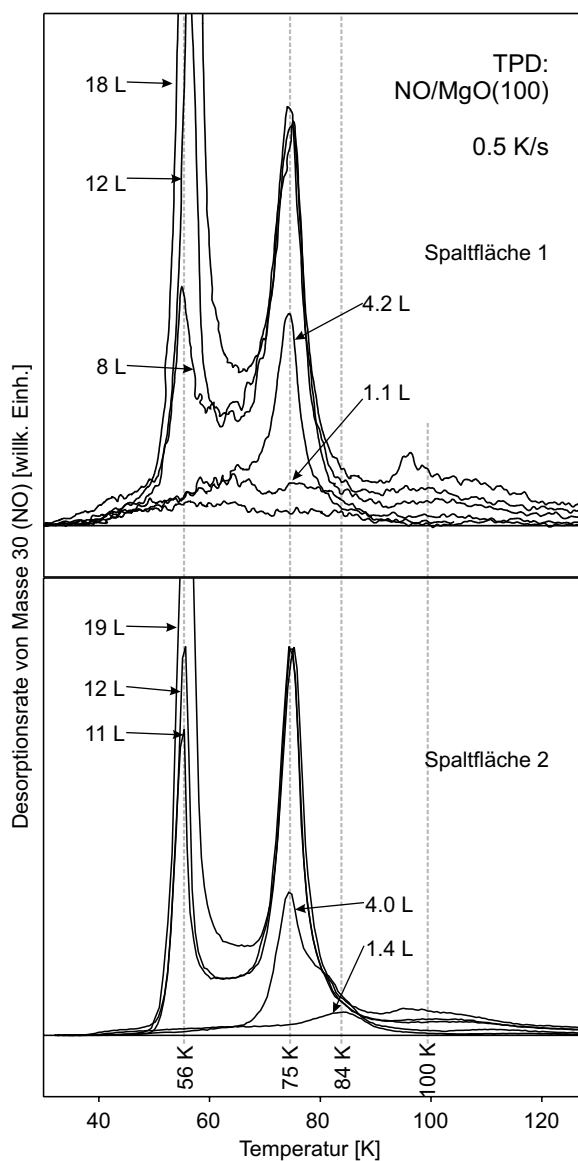 TPD:
NO/MgO(100)
0.5 K/s
18 L
12 L
8 L
Spaltfläche 1
4.2 L
1.1 L
Desorptionsrate von Masse 30 (NO) [willk. Einh.]
19 L
12 L
11 L
Spaltfläche 2
4.0 L
1.4 L
56 K
75 K
84 K
100 K
40 60 80 100 120
Temperatur [K]